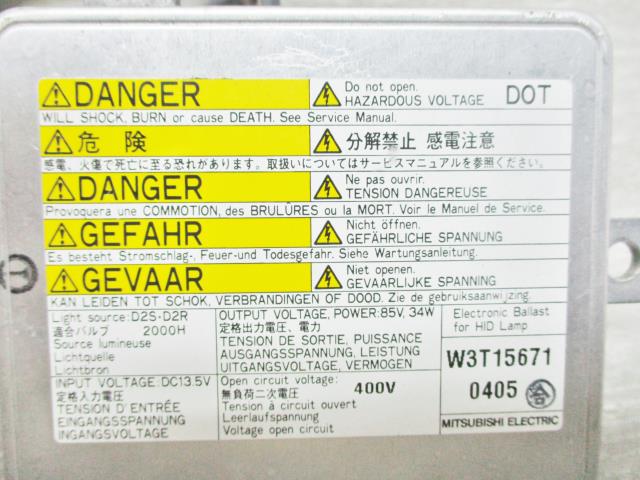 DANGER
Do not open.
HAZARDOUS VOLTAGE DOT
WILL SHOCK, BURN or cause DEATH. See Service Manual.
危 険
分解禁止 感電注意
感電、火傷で死亡に至る恐れがあります。取扱いについてはサービスマニュアルを参照ください。
DANGER
Ne pas ouvrir.
TENSION DANGEREUSE
Provoquera une COMMOTION, des BRULÛRES ou la MORT. Voir le Manuel de Service.
GEFAHR
Nicht öffnen.
GEFÄHRLICHE SPANNUNG
Es besteht Stromschlag-, Feuer-und Todesgefahr. Siehe Wartungsanleitung.
GEVAAR
Niet openen.
GEVAARLIJKE SPANNING
KAN LEIDEN TOT SCHOK, VERBRANDINGEN OF DOOD. Zie de gebruiksaanwijzing.
Light source: D2S・D2R
適合バルブ 2000H
Source lumineuse
Lichtquelle
Lichtbron
OUTPUT VOLTAGE, POWER: 85V, 34W
定格出力電圧、電力
TENSION DE SORTIE, PUISSANCE
AUSGANGSSPANNUNG, LEISTUNG
UITGANGSVOLTAGE, VERMOGEN
Electronic Ballast
for HID Lamp
W3T15671
0405
MITSUBISHI ELECTRIC
INPUT VOLTAGE: DC13.5V
定格入力電圧
TENSION D'ENTRÉE
EINGANGSSPANNUNG
INGANGSVOLTAGE
Open circuit voltage:
無負荷二次電圧 400V
Tension à circuit ouvert
Leerlaufspannung
Voltage open circuit